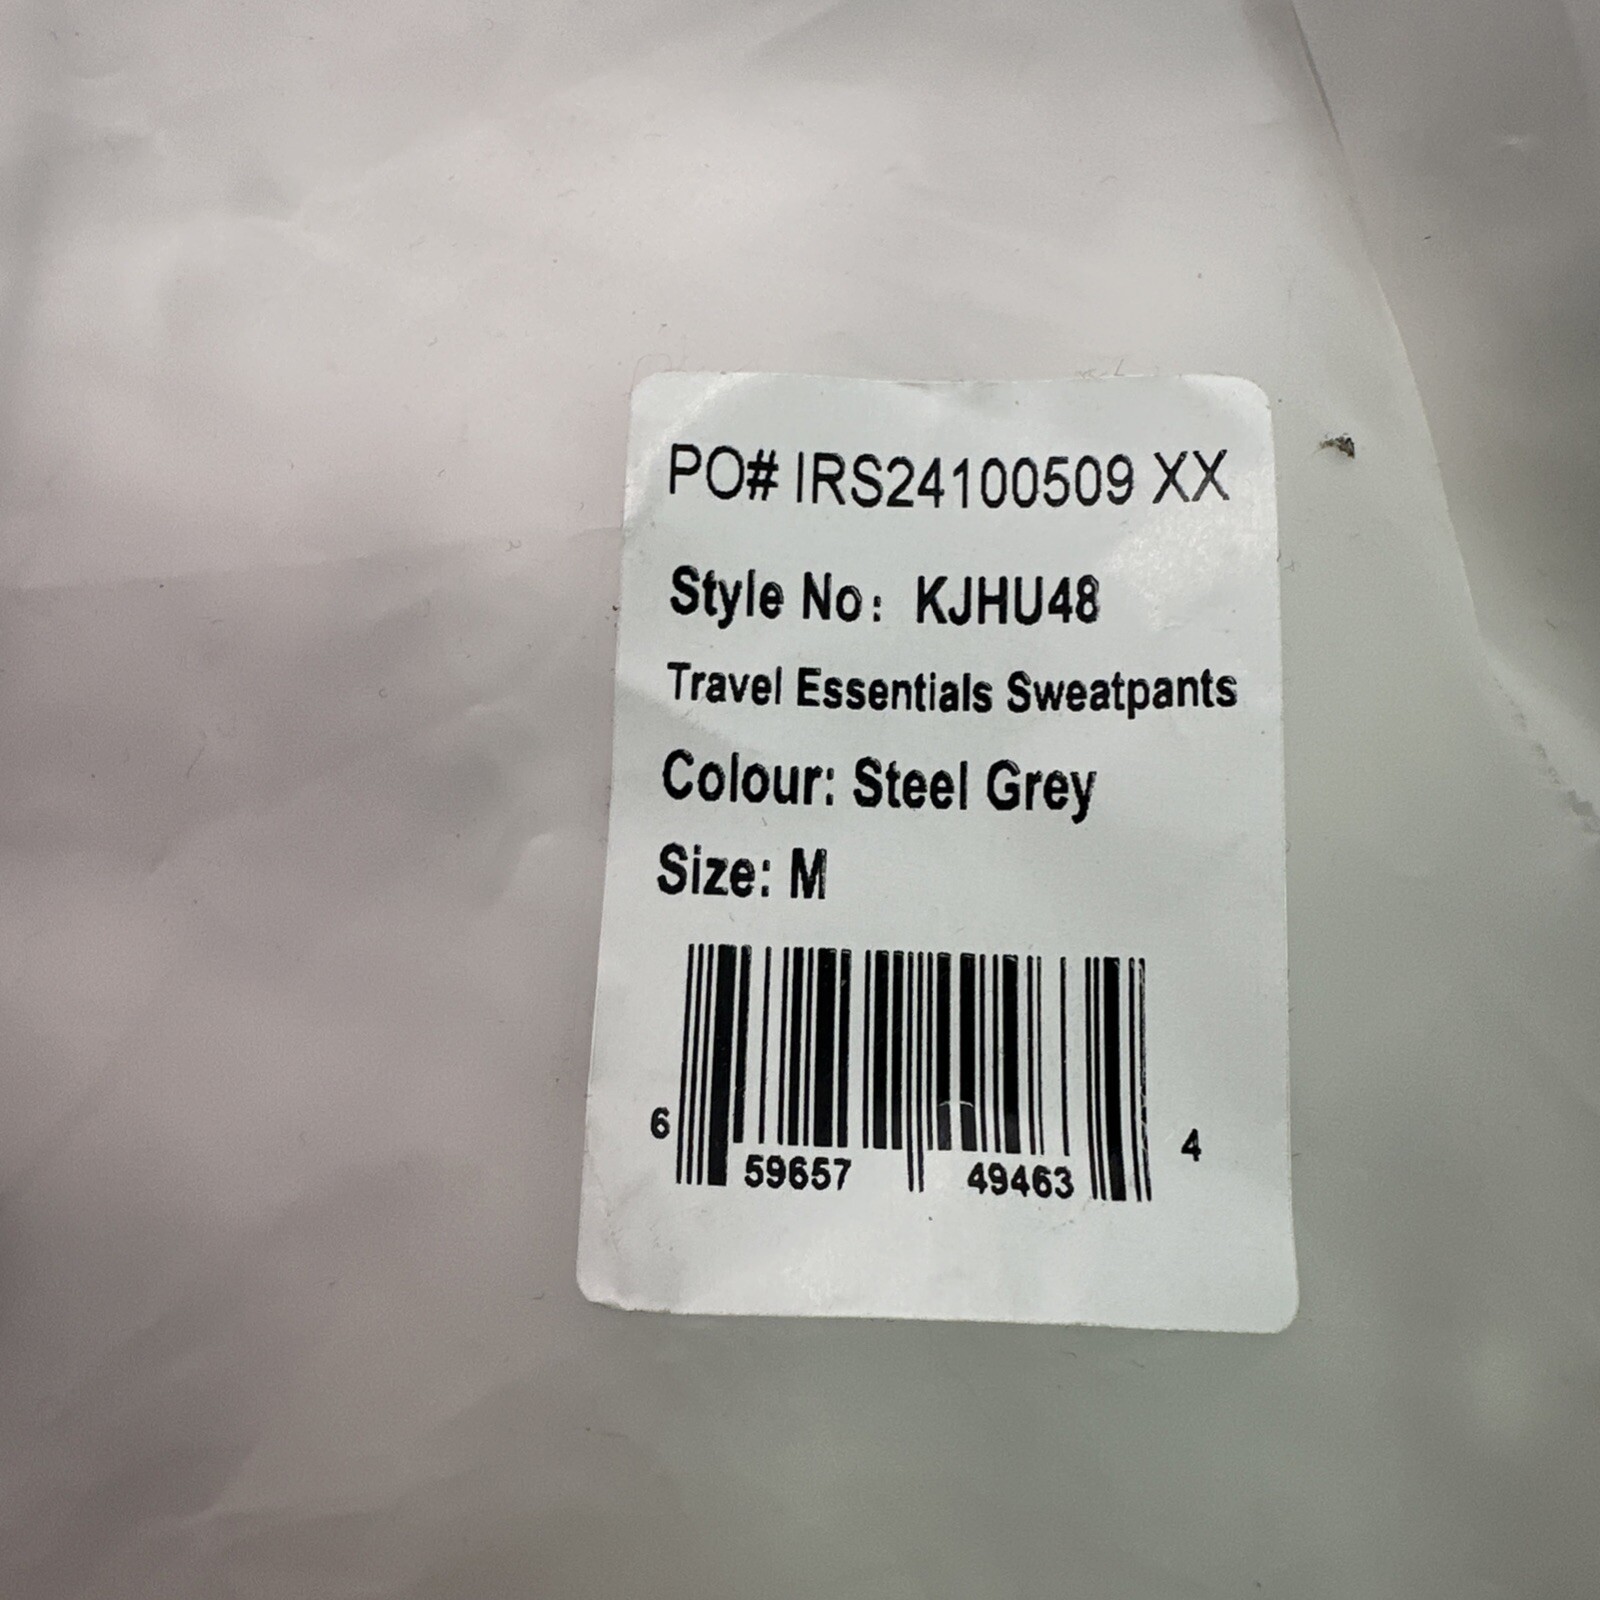 PO# IRS24100509 XX
Style No: KJHU48
Travel Essentials Sweatpants
Colour: Steel Grey
Size: M
6 59657 49463 4